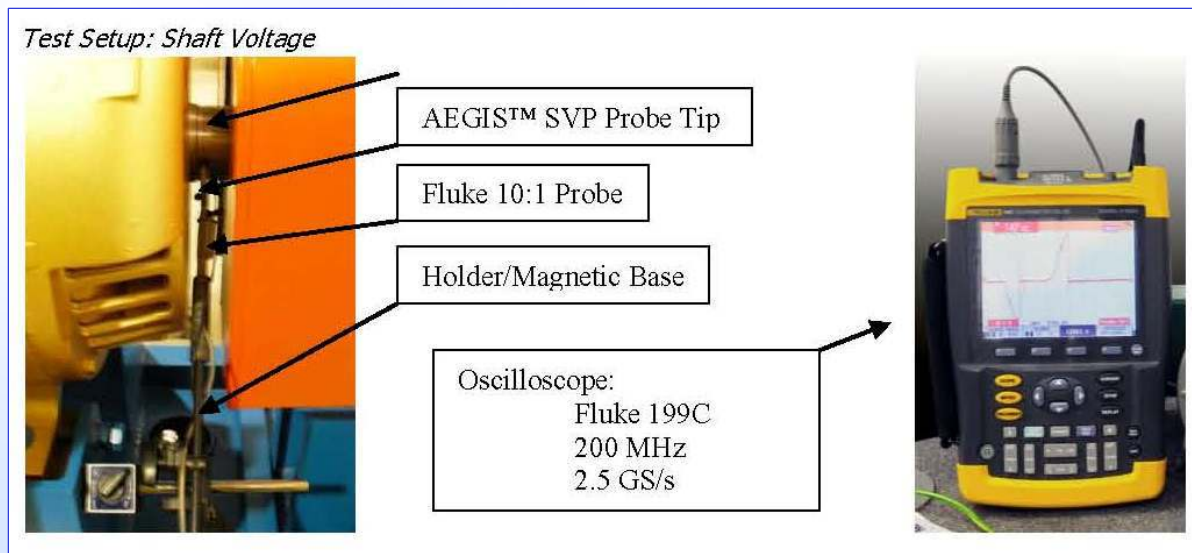 Test Setup: Shaft Voltage
AEGIS™ SVP Probe Tip
Fluke 10:1 Probe
Holder/Magnetic Base
Oscilloscope:
Fluke 199C
200 MHz
2.5 GS/s
FLUKE